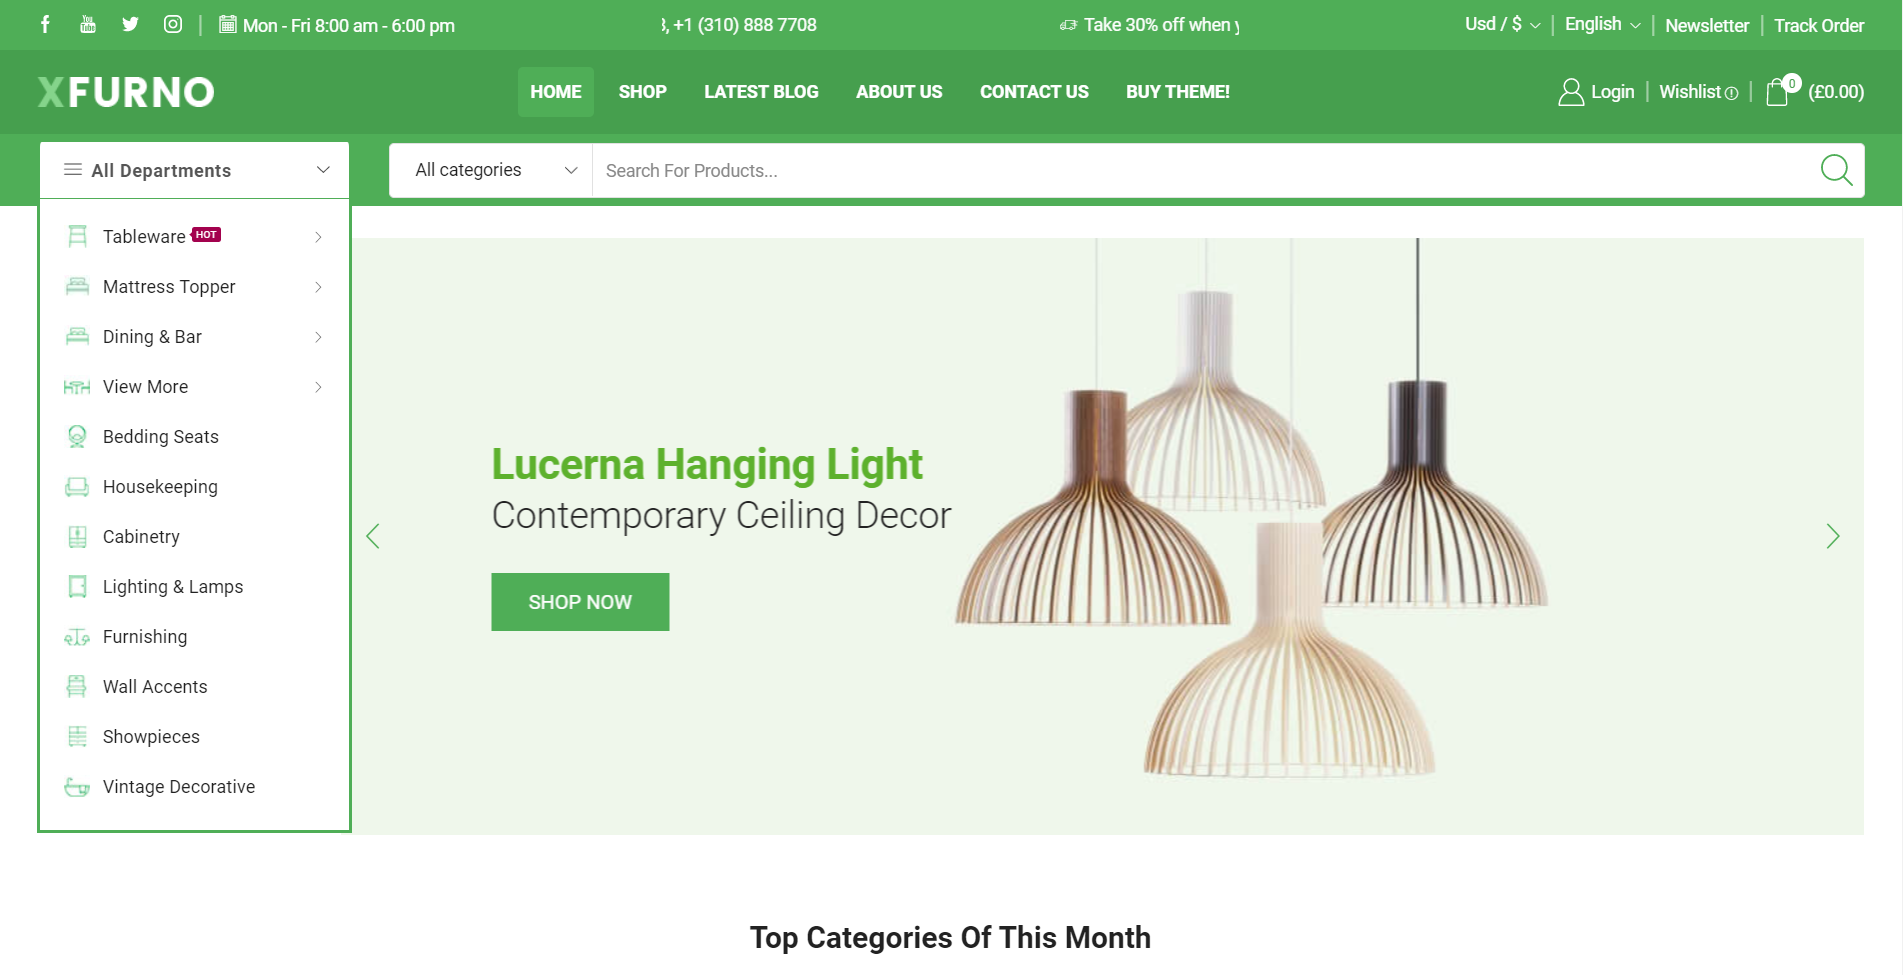 Mon - Fri 8:00 am - 6:00 pm
, +1 (310) 888 7708
Take 30% off when
Usd / $
English
Newsletter
Track Order
XFURNO
HOME
SHOP
LATEST BLOG
ABOUT US
CONTACT US
BUY THEME!
Login
Wishlist
0
(£0.00)
All Departments
All categories
Search For Products...
Tableware HOT
Mattress Topper
Dining & Bar
View More
Bedding Seats
Housekeeping
Cabinetry
Lighting & Lamps
Furnishing
Wall Accents
Showpieces
Vintage Decorative
Lucerna Hanging Light
Contemporary Ceiling Decor
SHOP NOW
Top Categories Of This Month